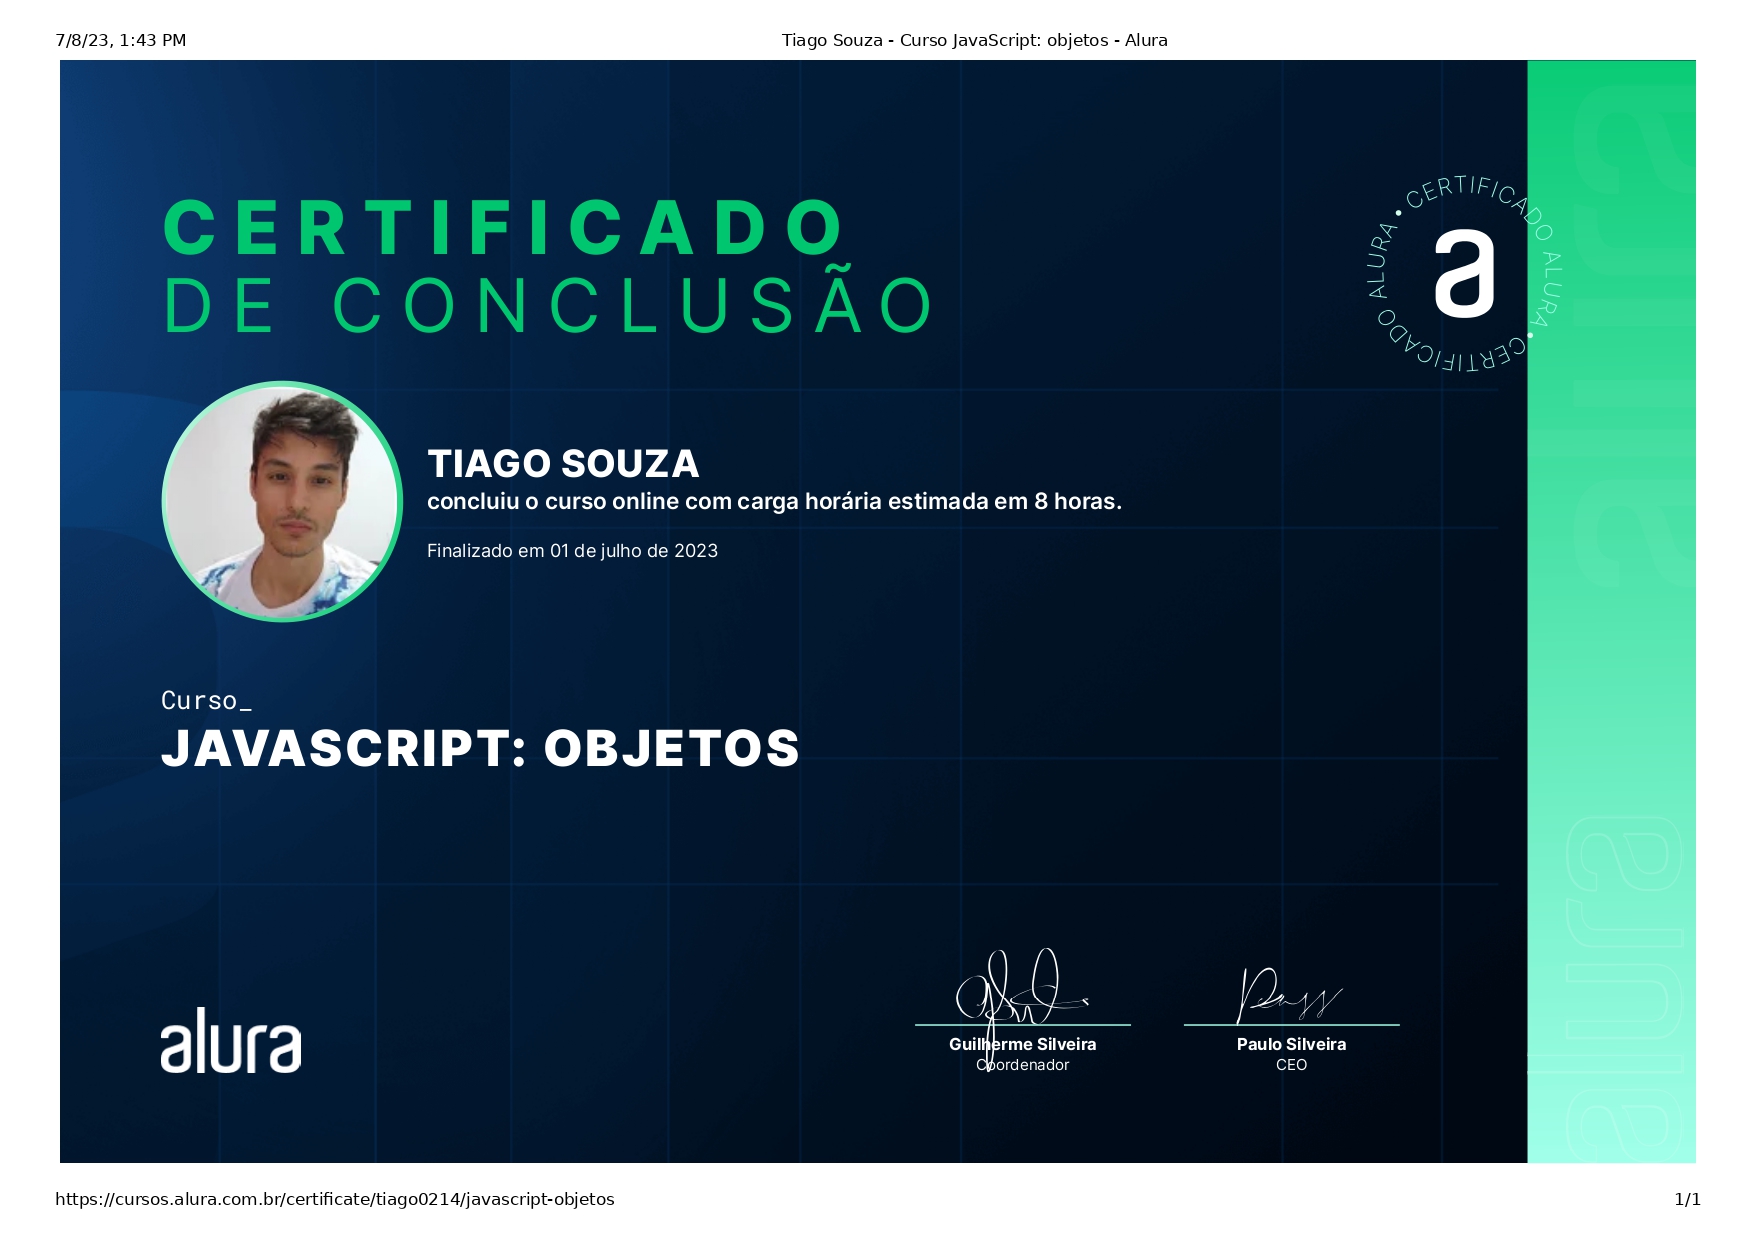 7/8/23, 1:43 PM
Tiago Souza - Curso JavaScript: objetos - Alura
CERTIFICADO
DE CONCLUSÃO
• CERTIFICADO ALURA • CERTIFICADO ALURA
a
TIAGO SOUZA
concluiu o curso online com carga horária estimada em 8 horas.
Finalizado em 01 de julho de 2023
Curso_
JAVASCRIPT: OBJETOS
alura
Guilherme Silveira
Coordenador
Paulo Silveira
CEO
alura
alura
alura
https://cursos.alura.com.br/certificate/tiago0214/javascript-objetos
1/1